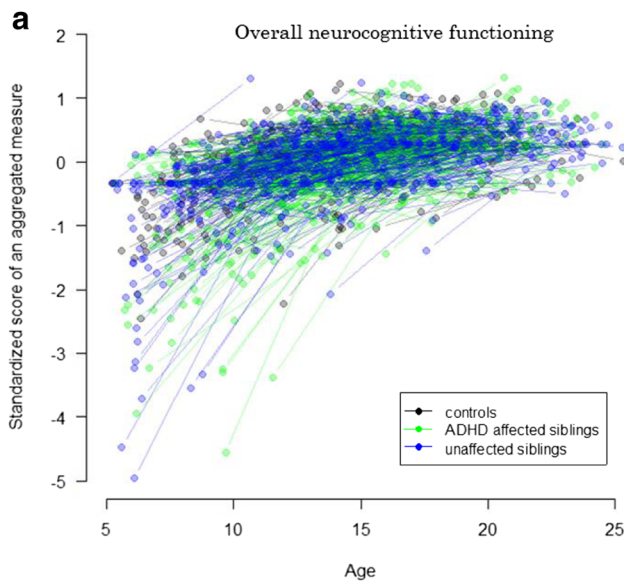 a
Overall neurocognitive functioning
Standardized score of an aggregated measure
2
1
0
-1
-2
-3
-4
-5
controls
ADHD affected siblings
unaffected siblings
5 10 15 20 25
Age